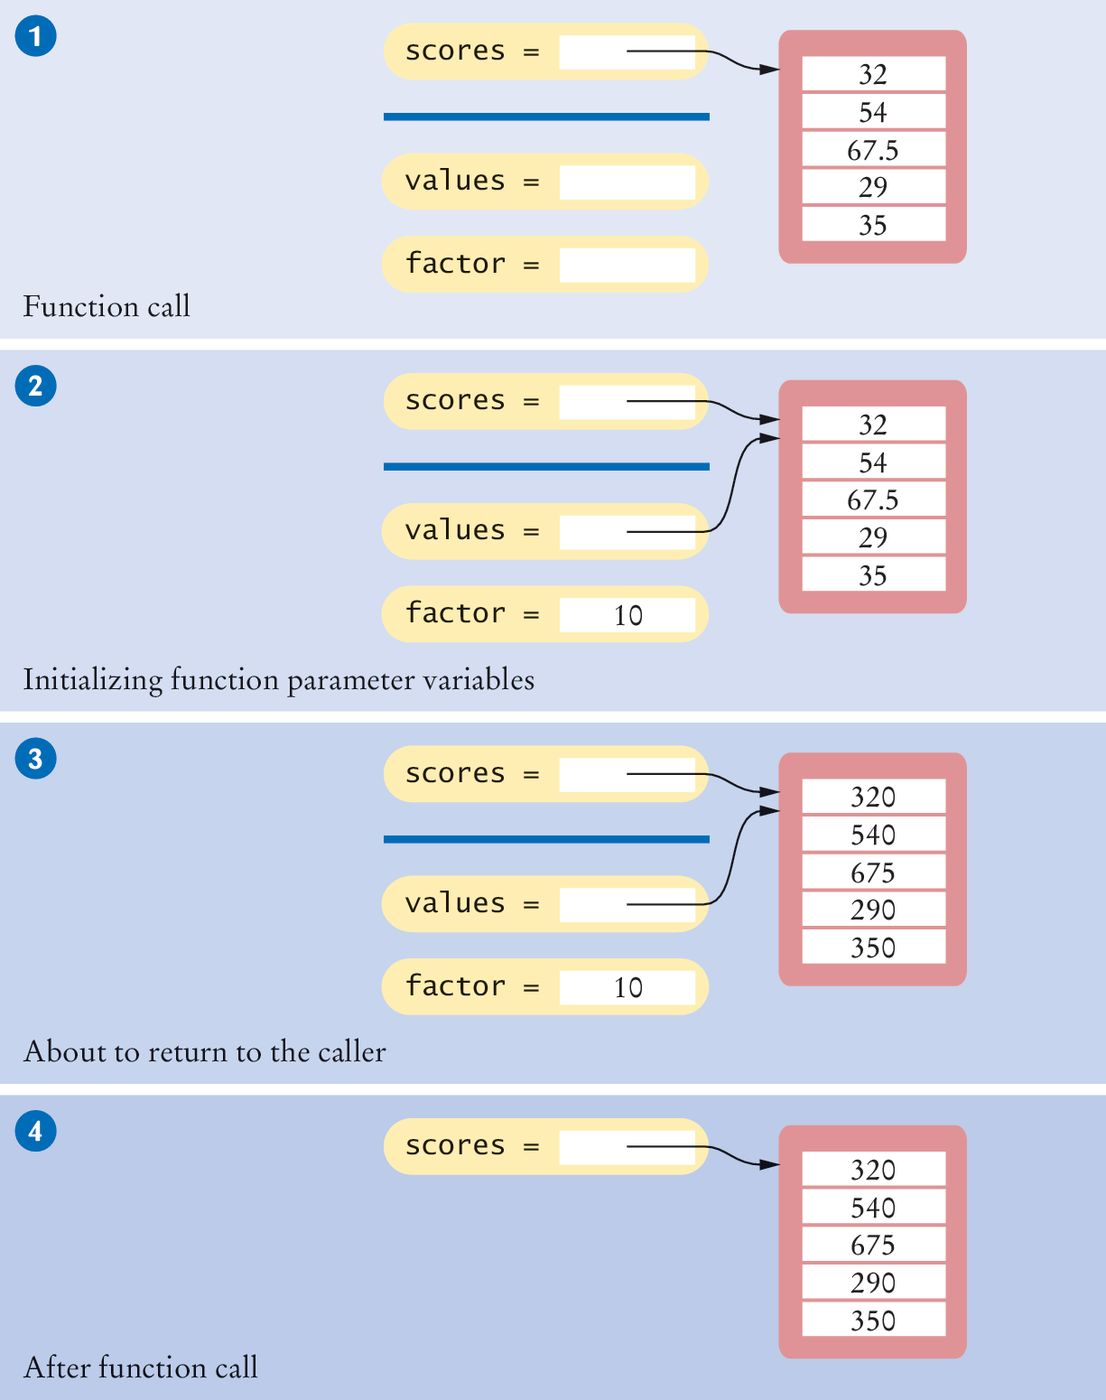 1
scores =
32
54
67.5
29
35
values =
factor =
Function call
2
scores =
32
54
67.5
29
35
values =
factor = 10
Initializing function parameter variables
3
scores =
320
540
675
290
350
values =
factor = 10
About to return to the caller
4
scores =
320
540
675
290
350
After function call